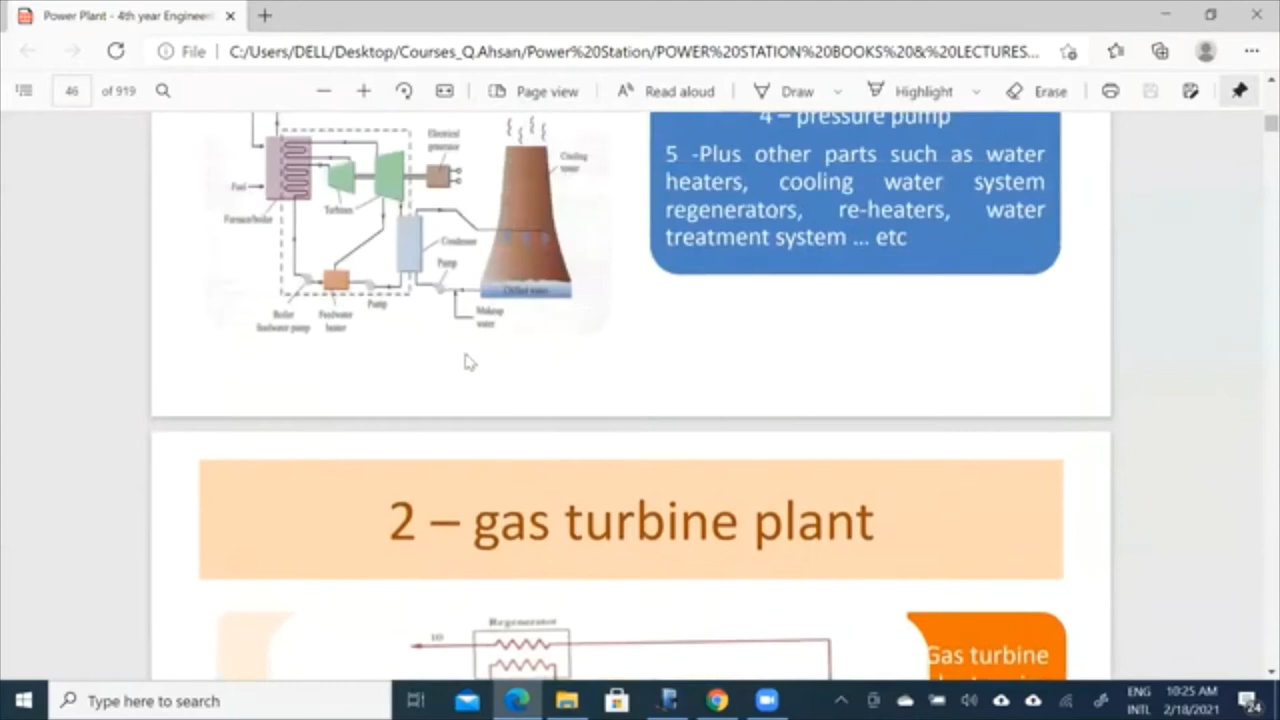 Power Plant - 4th year Engineeri
File
C:/Users/DELL/Desktop/Courses_Q.Ahsan/Power%20Station/POWER%20STATION%20BOOKS%20&%20LECTURES...
46 of 919
Page view
Read aloud
Draw
Highlight
Erase
4 – pressure pump
5 -Plus other parts such as water
heaters, cooling water system
regenerators, re-heaters, water
treatment system ... etc
Electrical
generator
Cooling
tower
Fuel
Turbines
Furnace/boiler
Condenser
Pump
Chilled water
Boiler
feedwater pump
Feedwater
heater
Pump
Makeup
water
2 – gas turbine plant
Regenerator
10
Gas turbine
Type here to search
ENG
INTL
10:25 AM
2/18/2021
24